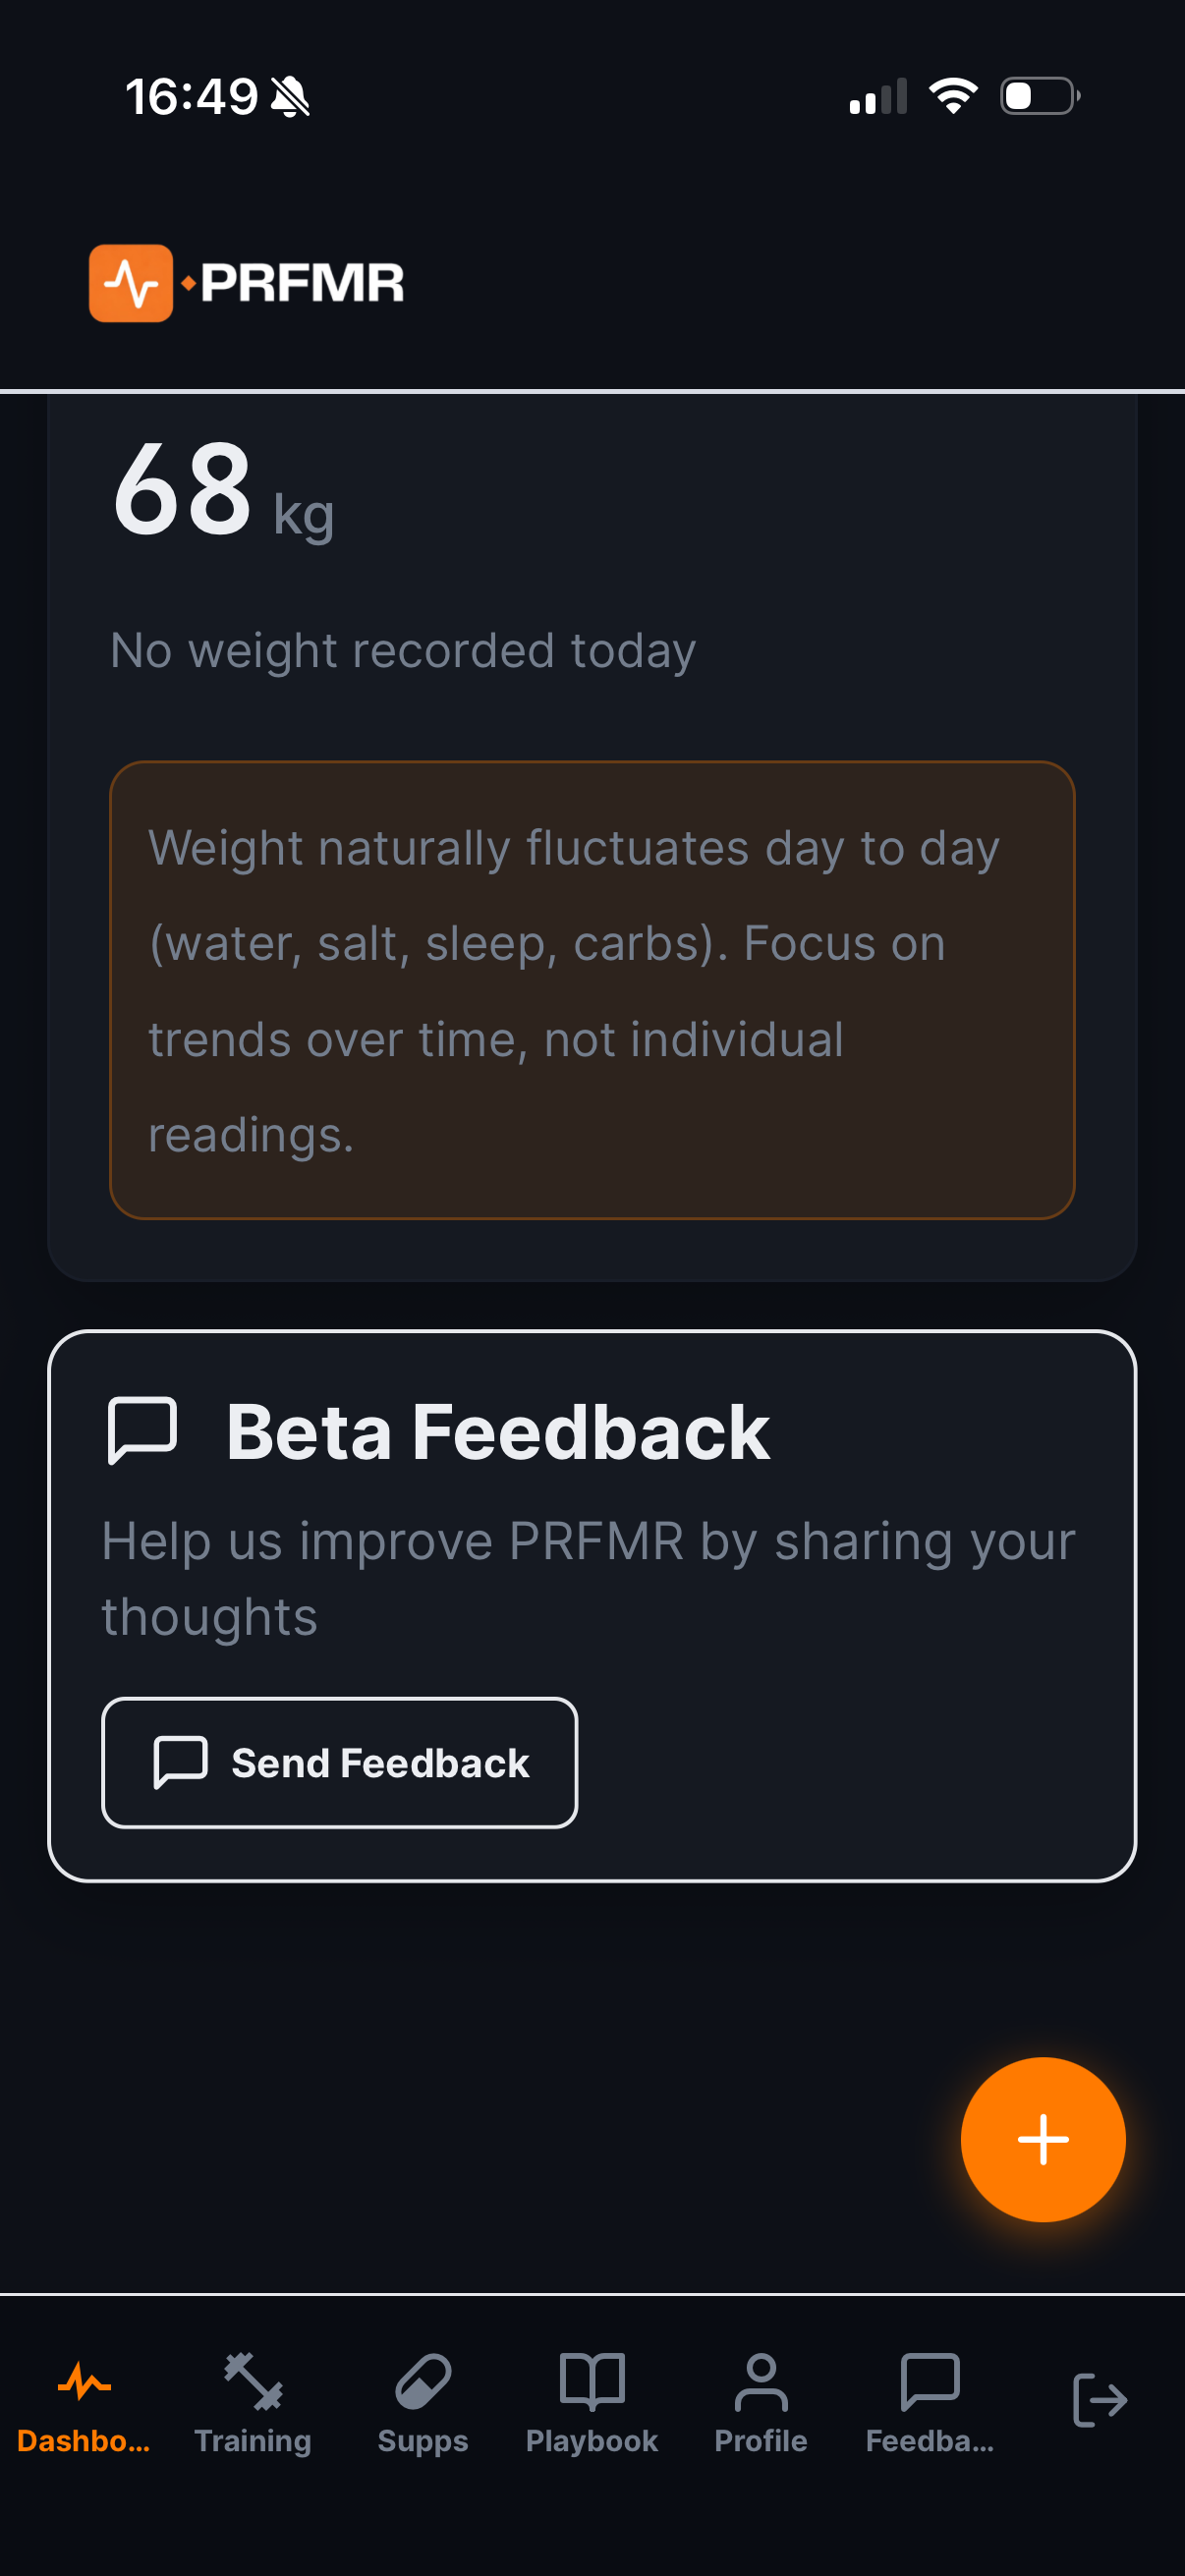 16:49
PRFMR
68 kg
No weight recorded today
Weight naturally fluctuates day to day
(water, salt, sleep, carbs). Focus on
trends over time, not individual
readings.
Beta Feedback
Help us improve PRFMR by sharing your
thoughts
Send Feedback
Dashbo... Training Supps Playbook Profile Feedba...